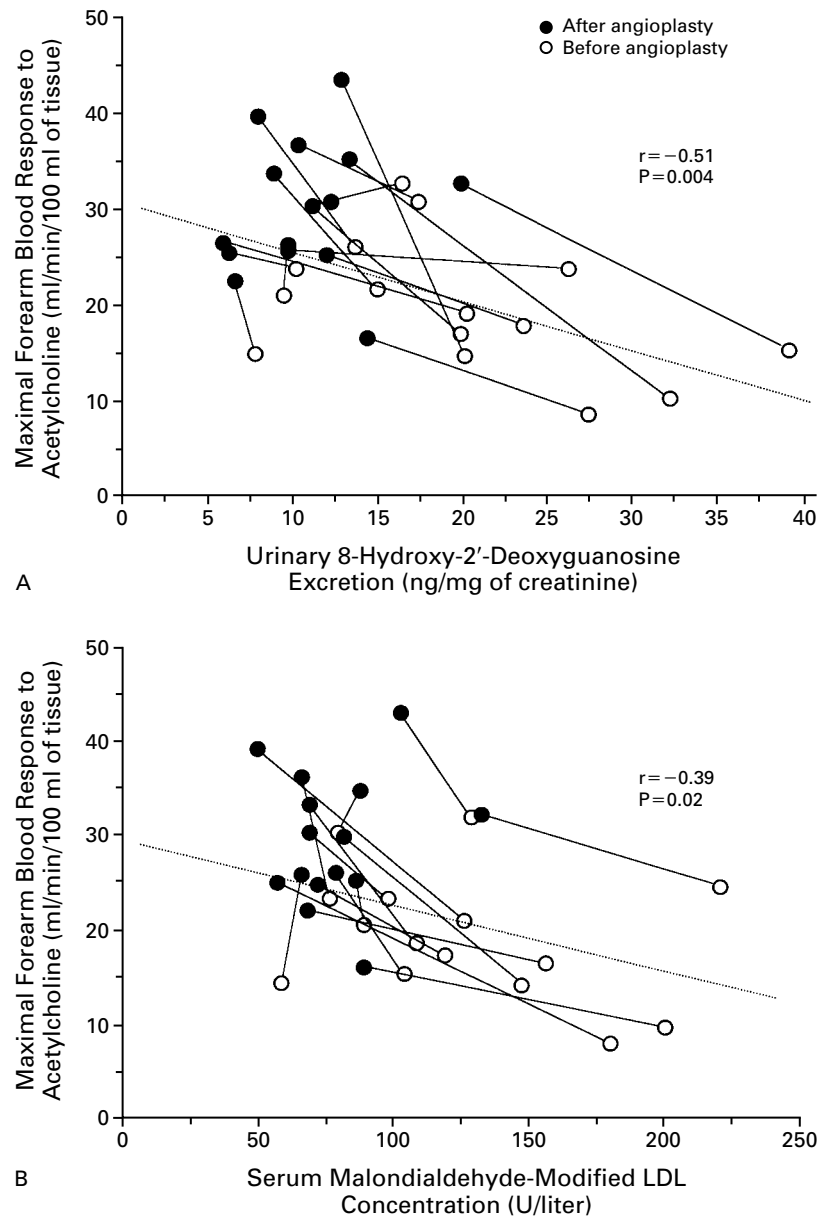 After angioplasty
Before angioplasty
r=−0.51
P=0.004
Maximal Forearm Blood Response to
Acetylcholine (ml/min/100 ml of tissue)
50
40
30
20
10
0
0 5 10 15 20 25 30 35 40
Urinary 8-Hydroxy-2′-Deoxyguanosine
Excretion (ng/mg of creatinine)
A
r=−0.39
P=0.02
Maximal Forearm Blood Response to
Acetylcholine (ml/min/100 ml of tissue)
50
40
30
20
10
0
0 50 100 150 200 250
Serum Malondialdehyde-Modified LDL
Concentration (U/liter)
B